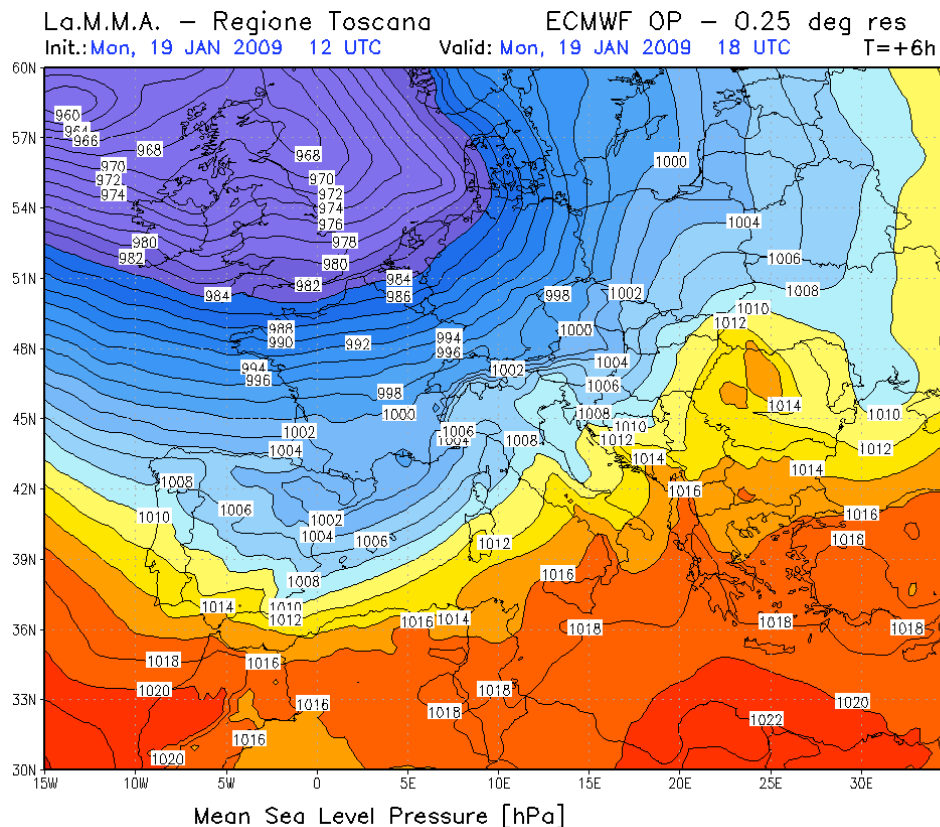 La.M.M.A. – Regione Toscana ECMWF OP – 0.25 deg res
Init.: Mon, 19 JAN 2009 12 UTC Valid: Mon, 19 JAN 2009 18 UTC T=+6h
60N
960
964
966 968 968 1000
57N
970 970
972 972
974 974
54N
976 1004
980 978
982 980 1006
51N
982 984
984 986 998 1002 1008
1010
988 1000 1012
990 992 994
48N
996 1004
994 1002
996 1006
998 1014
1000 1008 1010
45N
1002 1006 1010
1004 1004 1008 1012 1012
1014 1014
1008 1016
42N
1006 1002 1016
1010 1004
1006 1012 1018
39N
1016
1008
1014 1010
1012 1016 1014
36N
1018 1018 1018
1018 1016
1020 1018 1020
33N
1016 1018 1022
1016
1020
30N
15W 10W 5W 0 5E 10E 15E 20E 25E 30E
Mean Sea Level Pressure [hPa]